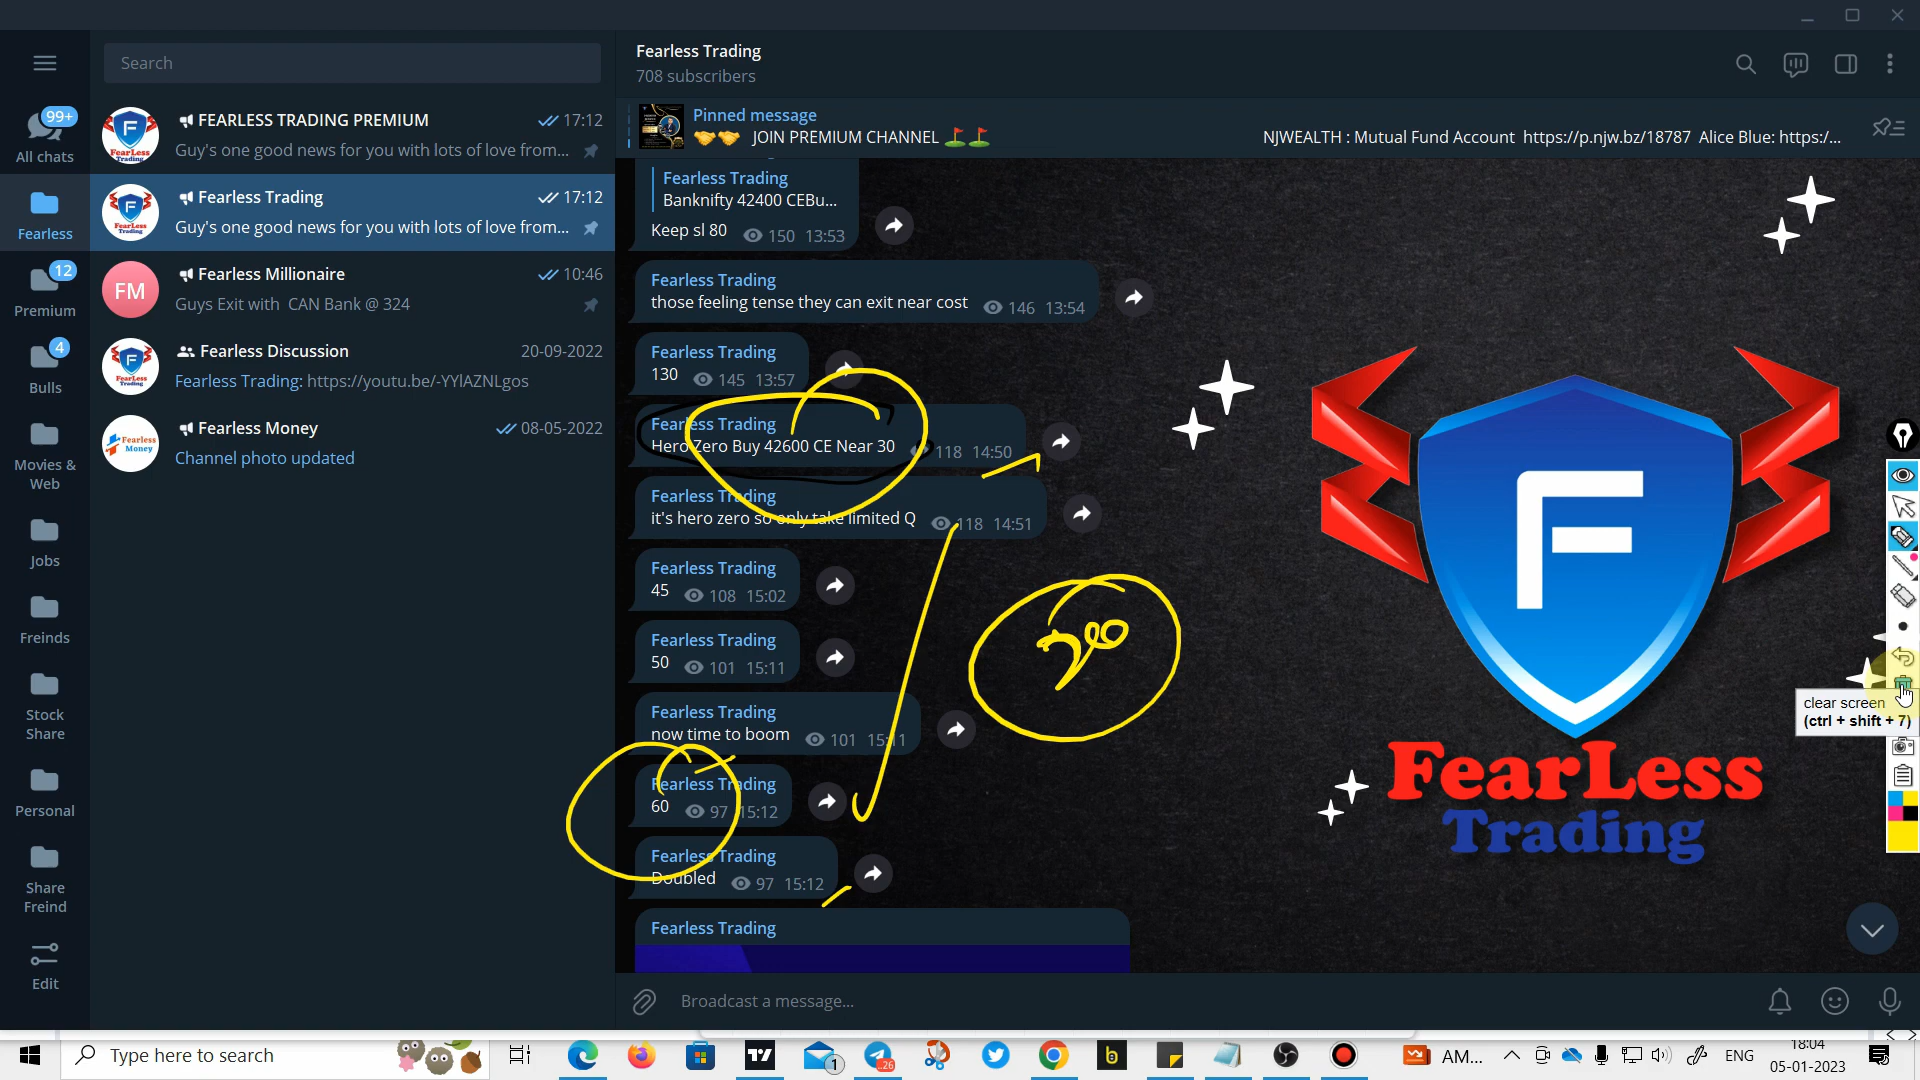 Search
Fearless Trading
708 subscribers
Pinned message
JOIN PREMIUM CHANNEL
NJWEALTH : Mutual Fund Account https://p.njw.bz/18787 Alice Blue: https:/...
99+
All chats
Fearless
12
Premium
4
Bulls
Movies &
Web
Jobs
Freinds
Stock
Share
Personal
Share
Freind
Edit
FEARLESS TRADING PREMIUM 17:12
Guy's one good news for you with lots of love from...
Fearless Trading 17:12
Guy's one good news for you with lots of love from...
FM
Fearless Millionaire 10:46
Guys Exit with CAN Bank @ 324
Fearless Discussion 20-09-2022
Fearless Trading: https://youtu.be/-YYlAZNLgos
Fearless Money 08-05-2022
Channel photo updated
Fearless Trading
Banknifty 42400 CEBu...
Keep sl 80 150 13:53
Fearless Trading
those feeling tense they can exit near cost 146 13:54
Fearless Trading
130 145 13:57
Fearless Trading
Hero Zero Buy 42600 CE Near 30 118 14:50
Fearless Trading
it's hero zero so only take limited Q 118 14:51
Fearless Trading
45 108 15:02
Fearless Trading
50 101 15:11
Fearless Trading
now time to boom 101 15:11
Fearless Trading
60 97 15:12
Fearless Trading
Doubled 97 15:12
Fearless Trading
F
FearLess
Trading
clear screen
(ctrl + shift + 7)
Broadcast a message...
Type here to search
1
26
AM...
ENG
18:04
05-01-2023